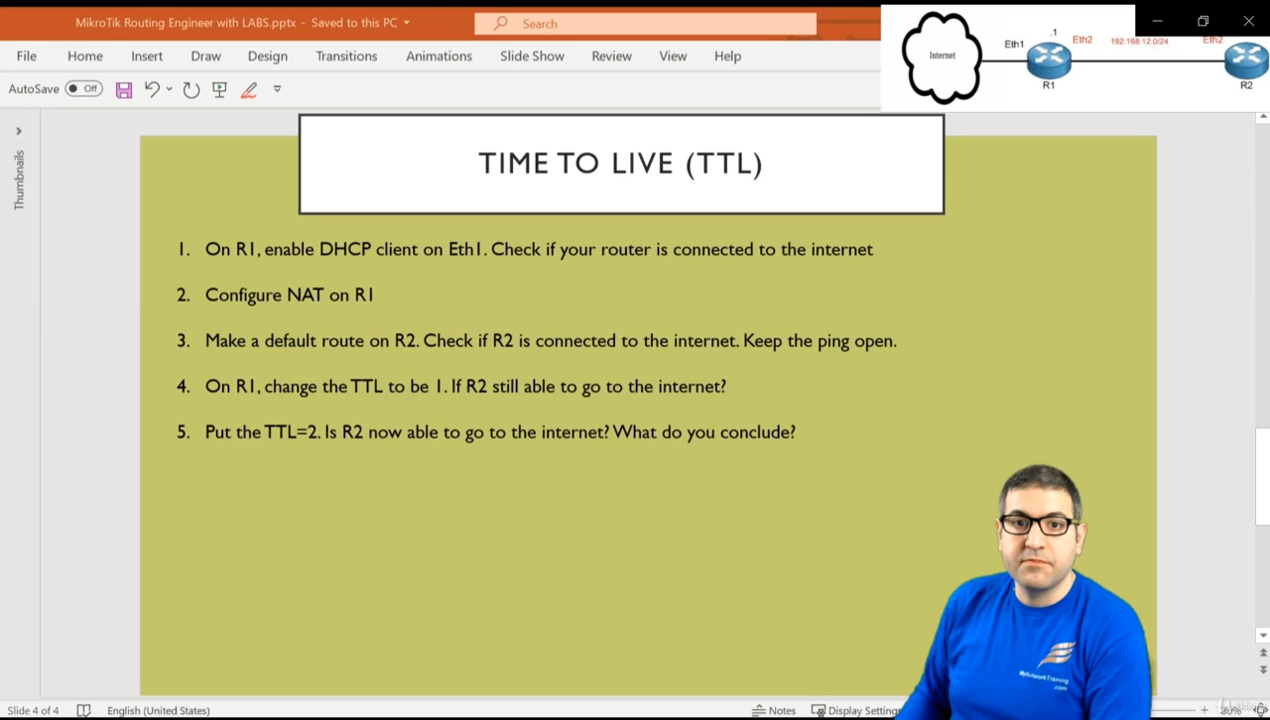 MikroTik Routing Engineer with LABS.pptx - Saved to this PC
Search
File Home Insert Draw Design Transitions Animations Slide Show Review View Help
AutoSave Off
Internet
Eth1
.1
Eth2
192.168.12.0/24
Eth2
R1
R2
Thumbnails
TIME TO LIVE (TTL)
1. On R1, enable DHCP client on Eth1. Check if your router is connected to the internet
2. Configure NAT on R1
3. Make a default route on R2. Check if R2 is connected to the internet. Keep the ping open.
4. On R1, change the TTL to be 1. If R2 still able to go to the internet?
5. Put the TTL=2. Is R2 now able to go to the internet? What do you conclude?
MyNetworkTraining
.com
Slide 4 of 4 English (United States) Notes Display Settings 80%